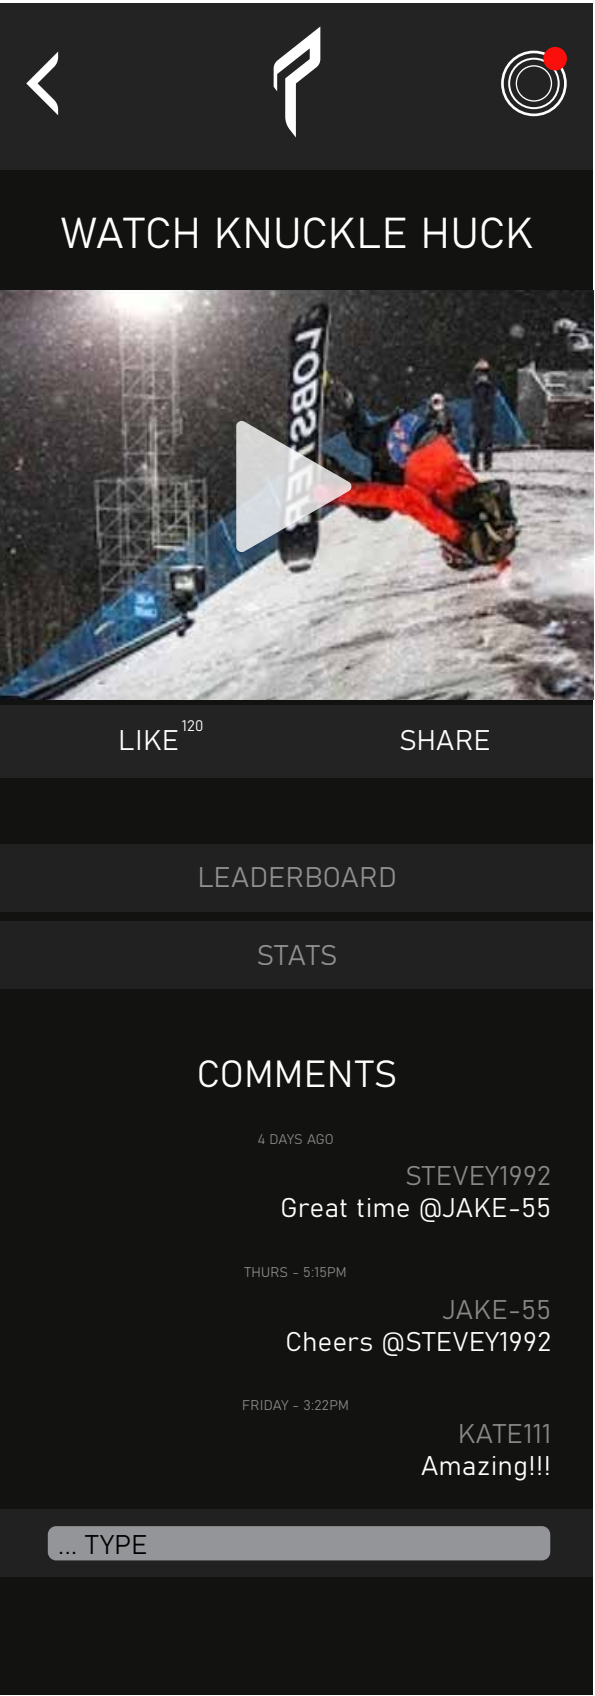 WATCH KNUCKLE HUCK
LOBSTER
LIKE 120
SHARE
LEADERBOARD
STATS
COMMENTS
4 DAYS AGO
STEVEY1992
Great time @JAKE-55
THURS - 5:15PM
JAKE-55
Cheers @STEVEY1992
FRIDAY - 3:22PM
KATE111
Amazing!!!
... TYPE